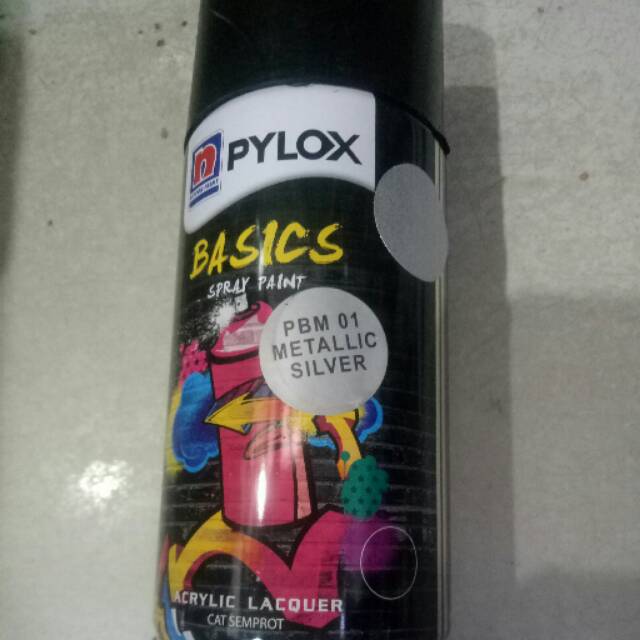 n
PYLOX
BASICS
SPRAY PAINT
PBM 01
METALLIC
SILVER
ACRYLIC LACQUER
CAT SEMPROT